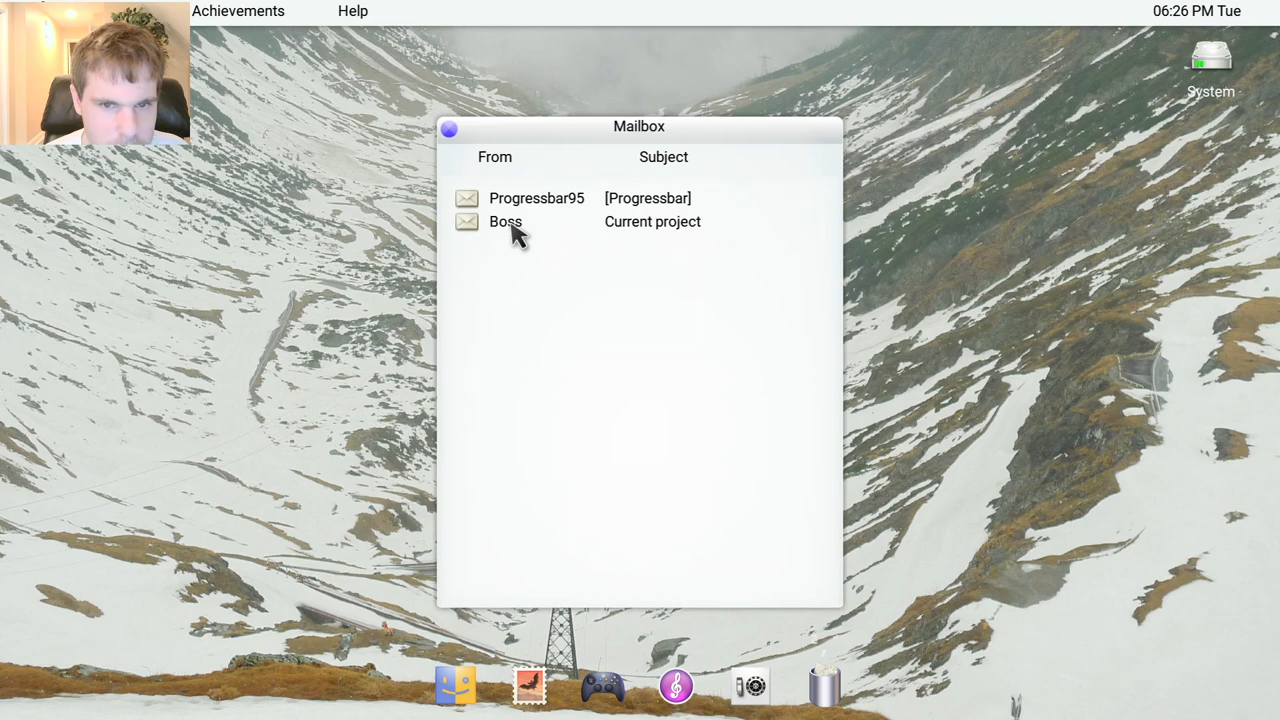 Achievements Help 06:26 PM Tue
System
Mailbox
From Subject
Progressbar95 [Progressbar]
Boss Current project